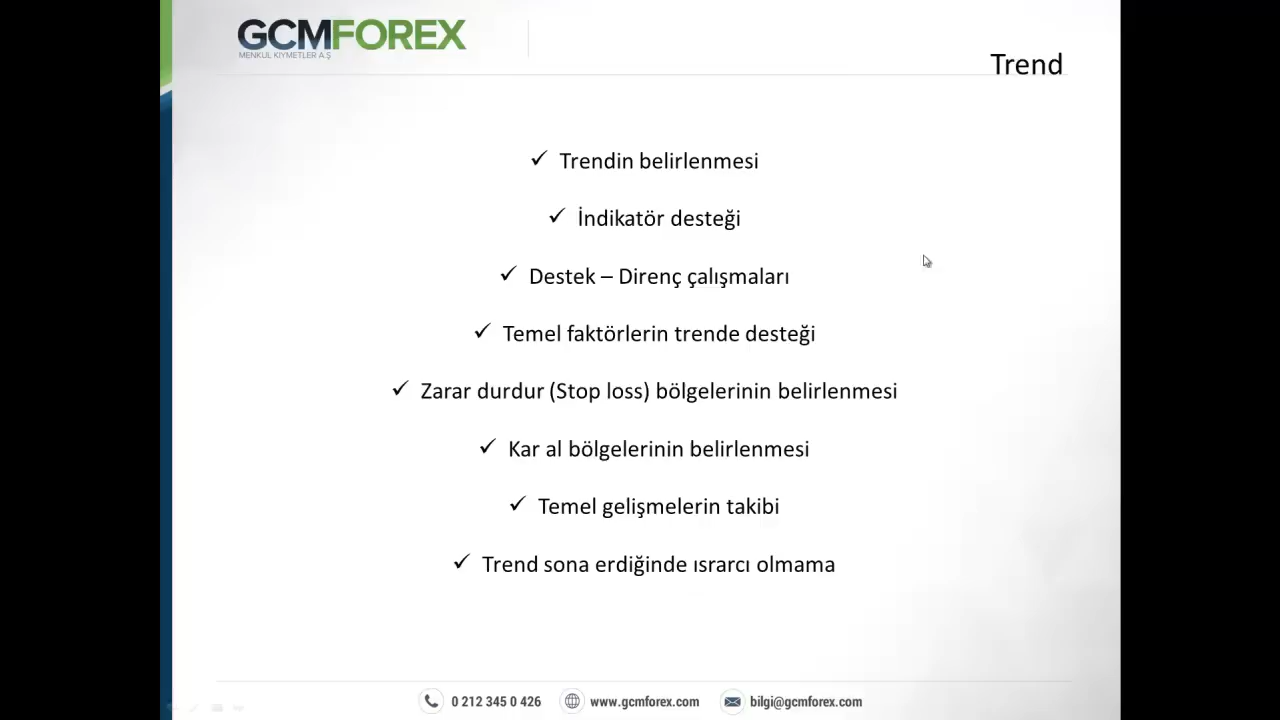 GCMFOREX
MENKUL KIYMETLER A.Ş
Trend
✓ Trendin belirlenmesi
✓ İndikatör desteği
✓ Destek – Direnç çalışmaları
✓ Temel faktörlerin trende desteği
✓ Zarar durdur (Stop loss) bölgelerinin belirlenmesi
✓ Kar al bölgelerinin belirlenmesi
✓ Temel gelişmelerin takibi
✓ Trend sona erdiğinde ısrarcı olmama
0 212 345 0 426 www.gcmforex.com bilgi@gcmforex.com